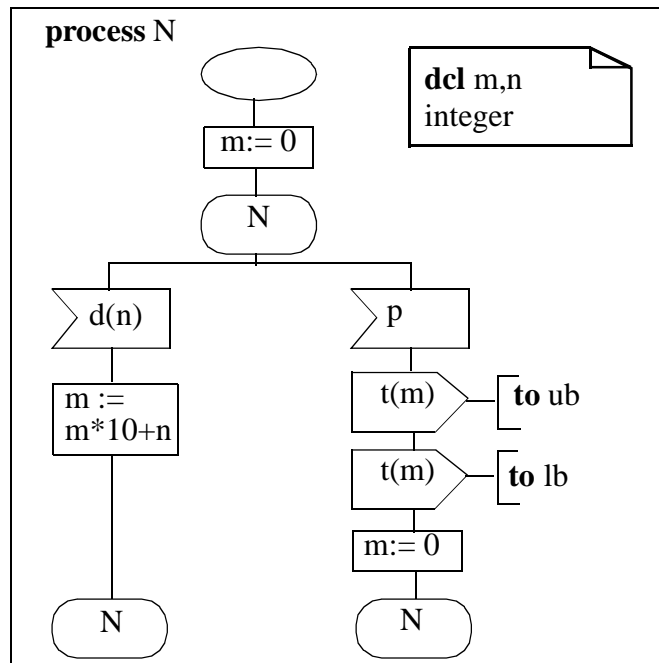 process N
dcl m,n
integer
m:= 0
N
d(n)
p
m :=
m*10+n
t(m)
to ub
t(m)
to lb
m:= 0
N
N